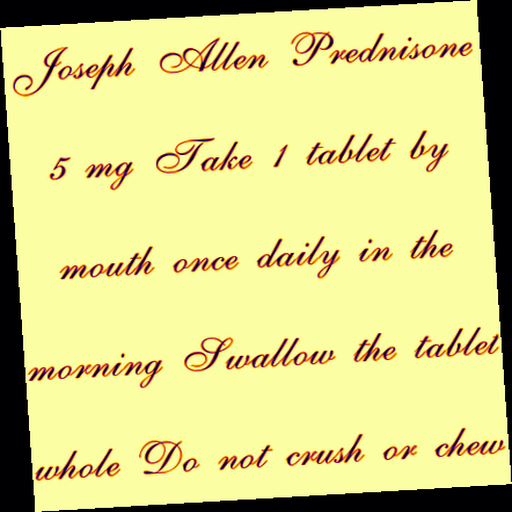 Joseph Allen Prednisone
5 mg Take 1 tablet by
mouth once daily in the
morning Swallow the tablet
whole Do not crush or chew